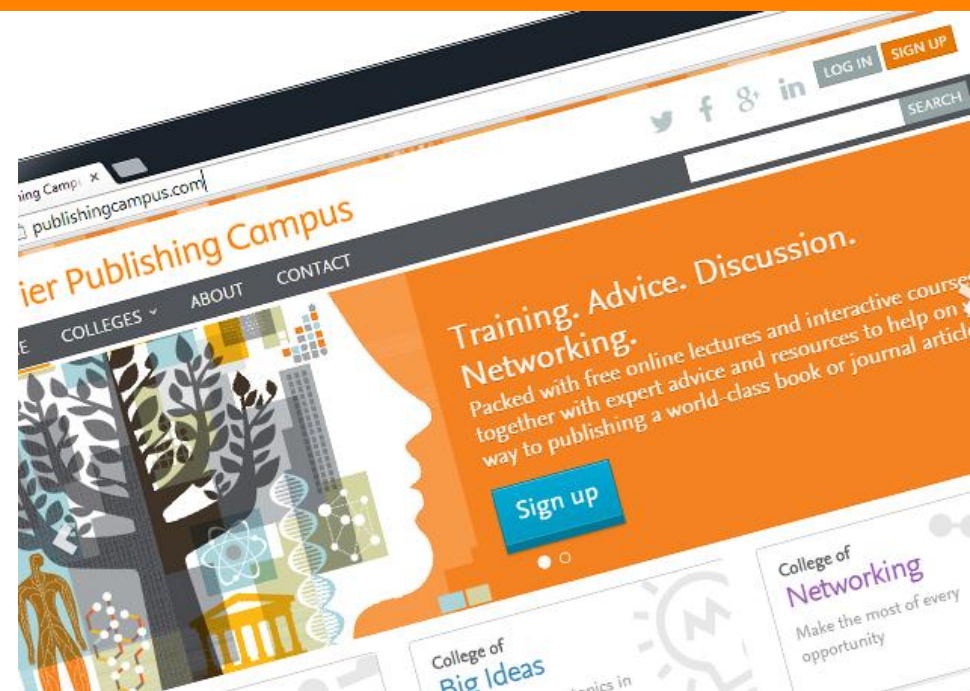 LOG IN SIGN UP
SEARCH
hing Camp x
publishingcampus.com
ier Publishing Campus
E COLLEGES ABOUT CONTACT
Training. Advice. Discussion.
Networking.
Packed with free online lectures and interactive courses
together with expert advice and resources to help on
way to publishing a world-class book or journal articl
Sign up
College of
Networking
Make the most of every
opportunity
College of
Big Ideas
in